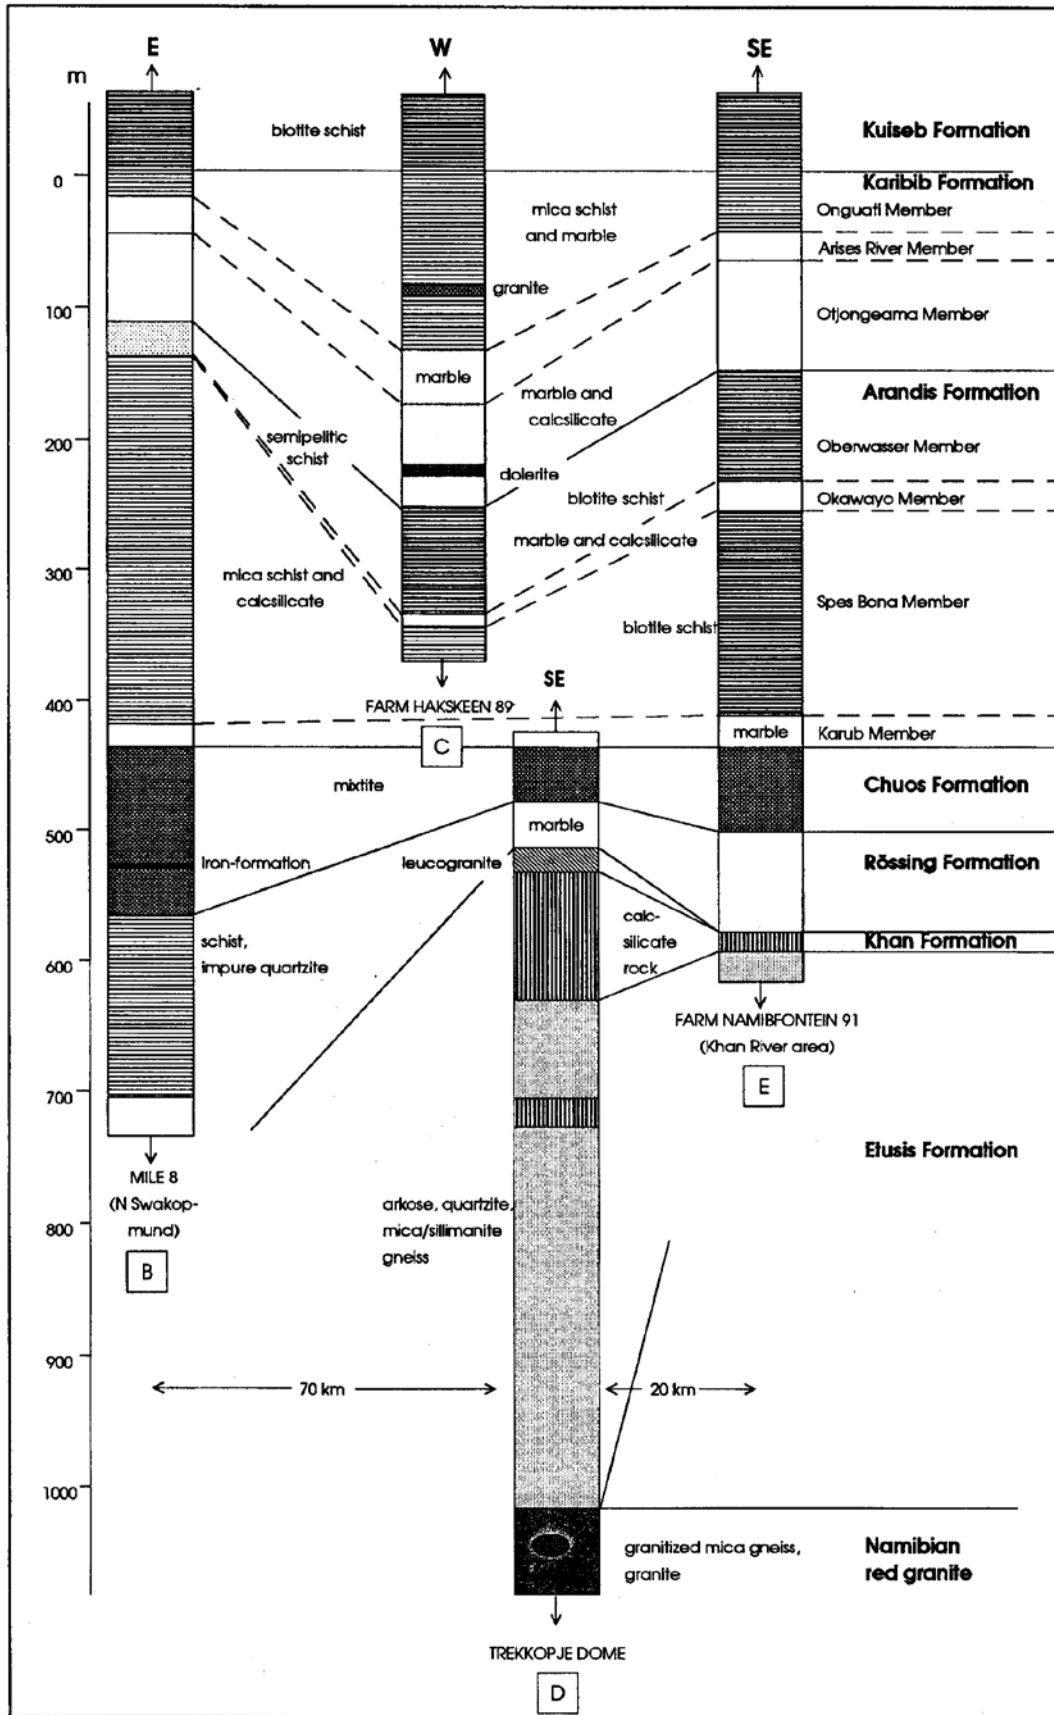 E
W
SE
m
biotite schist
Kuiseb Formation
0
Karibib Formation
mica schist
and marble
Onguati Member
Arises River Member
granite
100
Otjongeama Member
marble
marble and
calcsilicate
Arandis Formation
200
semipelitic
schist
Oberwasser Member
dolerite
biotite schist
Okawayo Member
marble and calcsilicate
300
mica schist and
calcsilicate
Spes Bona Member
biotite schist
SE
400
FARM HAKSKEEN 89
marble
Karub Member
C
mixtite
Chuos Formation
500
marble
Iron-formation
leucogranite
Rössing Formation
calc-
silicate
rock
schist,
impure quartzite
Khan Formation
600
FARM NAMIBFONTEIN 91
(Khan River area)
E
700
Etusis Formation
MILE 8
(N Swakop-
mund)
B
arkose, quartzite,
mica/sillimanite
gneiss
800
900
70 km
20 km
1000
granitized mica gneiss,
granite
Namibian
red granite
TREKKOPJE DOME
D